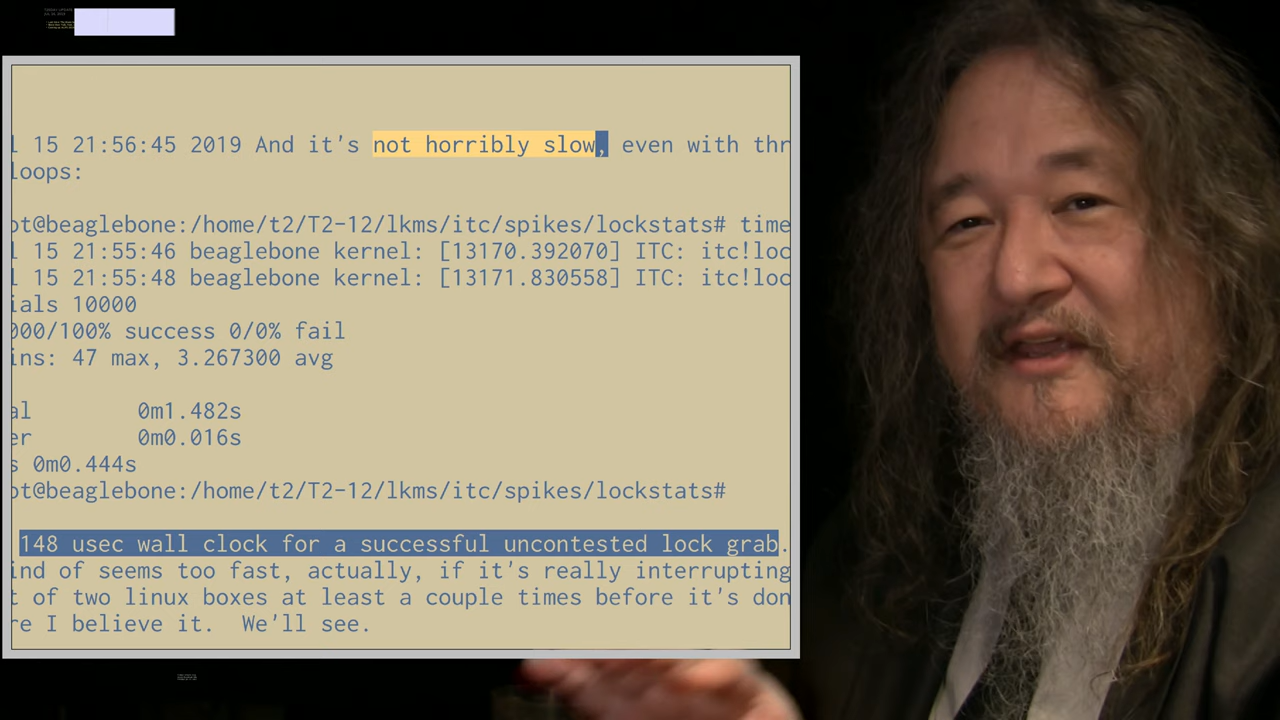 l 15 21:56:45 2019 And it's not horribly slow, even with thr
loops:
ot@beaglebone:/home/t2/T2-12/lkms/itc/spikes/lockstats# time
l 15 21:55:46 beaglebone kernel: [13170.392070] ITC: itc!loc
l 15 21:55:48 beaglebone kernel: [13171.830558] ITC: itc!loc
ials 10000
000/100% success 0/0% fail
ins: 47 max, 3.267300 avg
al 0m1.482s
er 0m0.016s
s 0m0.444s
ot@beaglebone:/home/t2/T2-12/lkms/itc/spikes/lockstats#
148 usec wall clock for a successful uncontested lock grab.
ind of seems too fast, actually, if it's really interrupting
t of two linux boxes at least a couple times before it's don
re I believe it. We'll see.